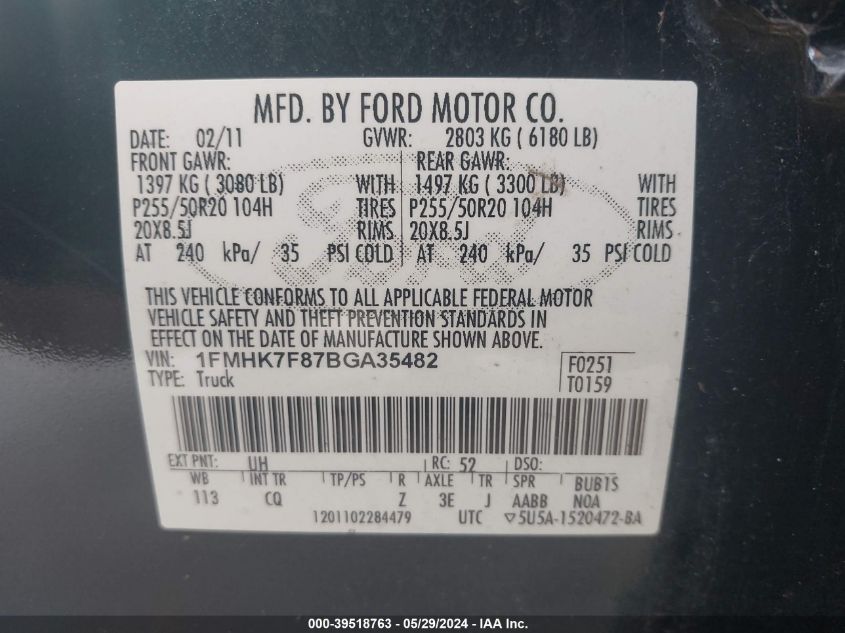 MFD. BY FORD MOTOR CO.
DATE: 02/11 GVWR: 2803 KG ( 6180 LB)
FRONT GAWR: REAR GAWR:
1397 KG ( 3080 LB) WITH 1497 KG ( 3300 LB) WITH
P255/50R20 104H TIRES P255/50R20 104H TIRES
20X8.5J RIMS 20X8.5J RIMS
AT 240 kPa/ 35 PSI COLD AT 240 kPa/ 35 PSI COLD
Ford
THIS VEHICLE CONFORMS TO ALL APPLICABLE FEDERAL MOTOR
VEHICLE SAFETY AND THEFT PREVENTION STANDARDS IN
EFFECT ON THE DATE OF MANUFACTURE SHOWN ABOVE.
VIN: 1FMHK7F87BGA35482 F0251
TYPE: Truck T0159
EXT PNT: UH RC: 52 DSO:
WB INT TR TP/PS R AXLE TR SPR BUB1S
113 CQ Z 3E J AABB NOA
1201102284479 UTC ▽5U5A-1520472-BA
000-39518763 - 05/29/2024 - IAA Inc.